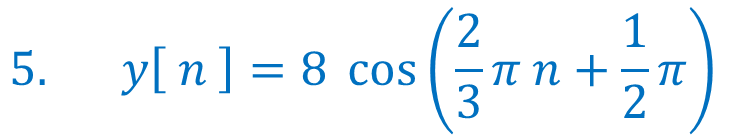 5. y[ n ] = 8 cos(2/3 π n + 1/2 π)